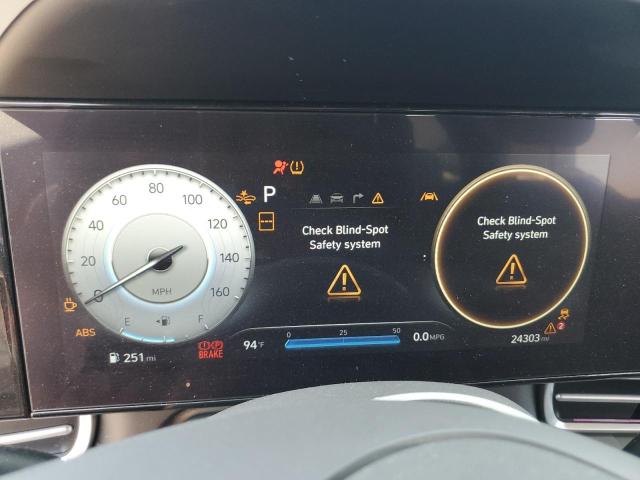 80
60
100
P
40
120
Check Blind-Spot
Safety system
Check Blind-Spot
Safety system
20
140
0
MPH
160
ABS
E
F
0
25
50
2
251 mi
BRAKE
94°F
0.0 MPG
24303 mi